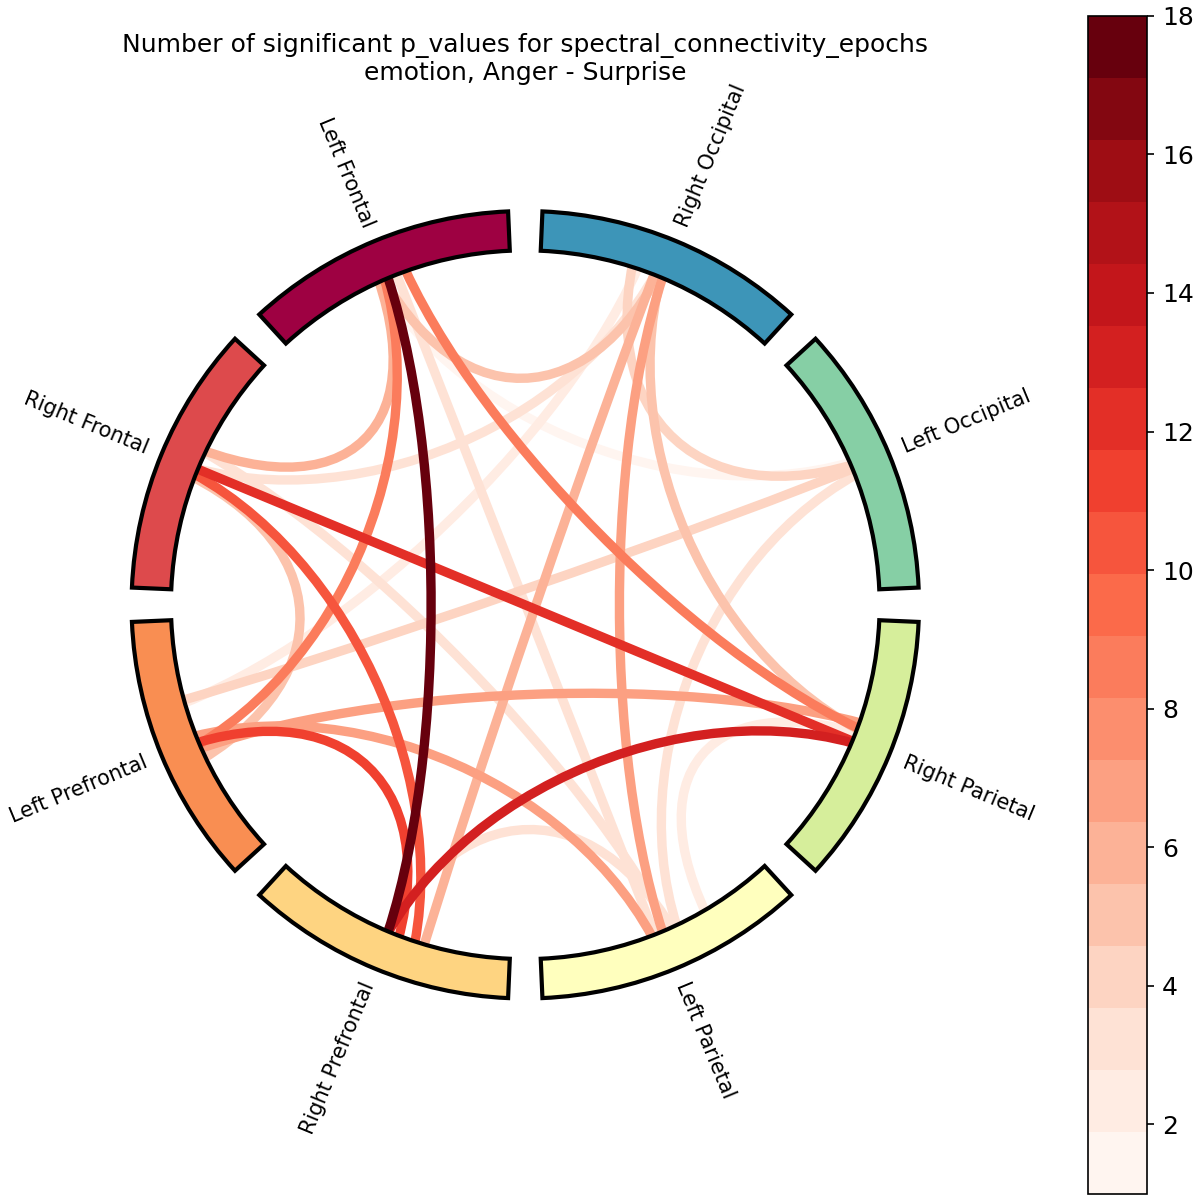 Number of significant p_values for spectral_connectivity_epochs
emotion, Anger - Surprise
Left Frontal
Right Occipital
Right Frontal
Left Occipital
Left Prefrontal
Right Parietal
Right Prefrontal
Left Parietal
18
16
14
12
10
8
6
4
2